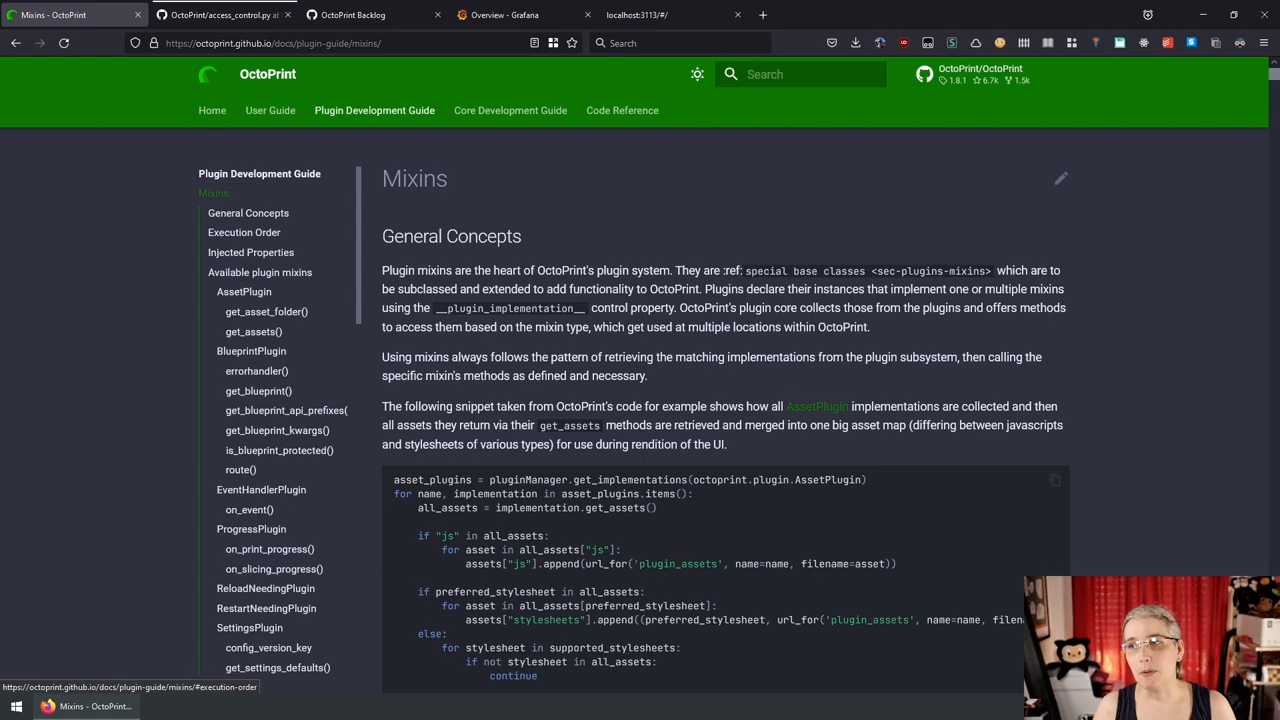 Mixins - OctoPrint
OctoPrint/access_control.py at
OctoPrint Backlog
Overview - Grafana
localhost:3113/#/
https://octoprint.github.io/docs/plugin-guide/mixins/
Search
OctoPrint
Search
OctoPrint/OctoPrint
1.8.1 6.7k 1.5k
Home
User Guide
Plugin Development Guide
Core Development Guide
Code Reference
Plugin Development Guide
Mixins
General Concepts
Execution Order
Injected Properties
Available plugin mixins
AssetPlugin
get_asset_folder()
get_assets()
BlueprintPlugin
errorhandler()
get_blueprint()
get_blueprint_api_prefixes(
get_blueprint_kwargs()
is_blueprint_protected()
route()
EventHandlerPlugin
on_event()
ProgressPlugin
on_print_progress()
on_slicing_progress()
ReloadNeedingPlugin
RestartNeedingPlugin
SettingsPlugin
config_version_key
get_settings_defaults()
Mixins
General Concepts
Plugin mixins are the heart of OctoPrint's plugin system. They are :ref: special base classes <sec-plugins-mixins> which are to
be subclassed and extended to add functionality to OctoPrint. Plugins declare their instances that implement one or multiple mixins
using the __plugin_implementation__ control property. OctoPrint's plugin core collects those from the plugins and offers methods
to access them based on the mixin type, which get used at multiple locations within OctoPrint.
Using mixins always follows the pattern of retrieving the matching implementations from the plugin subsystem, then calling the
specific mixin's methods as defined and necessary.
The following snippet taken from OctoPrint's code for example shows how all AssetPlugin implementations are collected and then
all assets they return via their get_assets methods are retrieved and merged into one big asset map (differing between javascripts
and stylesheets of various types) for use during rendition of the UI.
asset_plugins = pluginManager.get_implementations(octoprint.plugin.AssetPlugin)
for name, implementation in asset_plugins.items():
all_assets = implementation.get_assets()
if "js" in all_assets:
for asset in all_assets["js"]:
assets["js"].append(url_for('plugin_assets', name=name, filename=asset))
if preferred_stylesheet in all_assets:
for asset in all_assets[preferred_stylesheet]:
assets["stylesheets"].append((preferred_stylesheet, url_for('plugin_assets', name=name, filen
else:
for stylesheet in supported_stylesheets:
if not stylesheet in all_assets:
continue
https://octoprint.github.io/docs/plugin-guide/mixins/#execution-order
Mixins - OctoPrint...